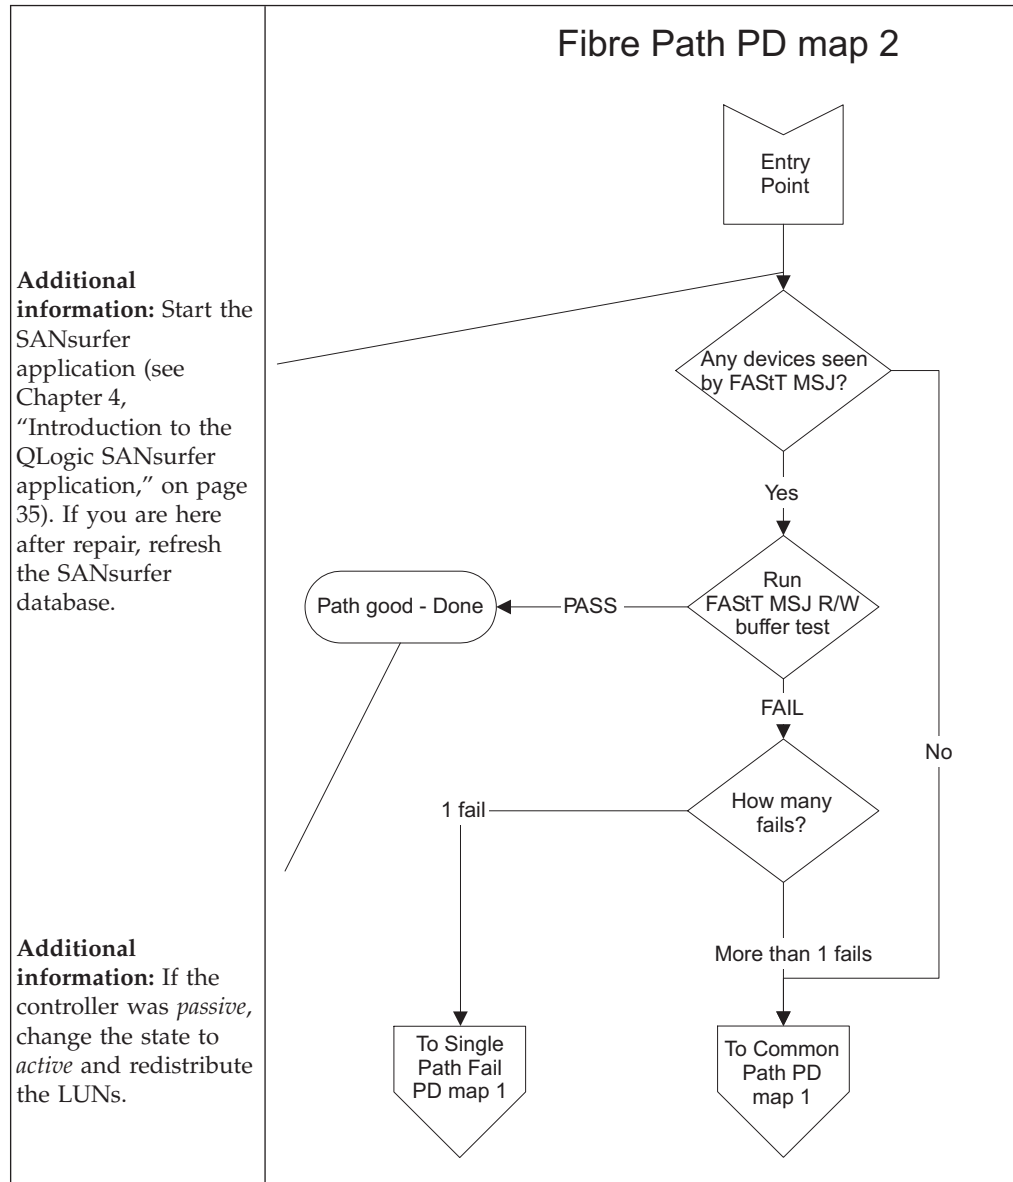 Fibre Path PD map 2
Entry
Point
Additional
information: Start the
SANsurfer
application (see
Chapter 4,
“Introduction to the
QLogic SANsurfer
application,” on page
35). If you are here
after repair, refresh
the SANsurfer
database.
Any devices seen
by FAStT MSJ?
Yes
Run
FAStT MSJ R/W
buffer test
PASS
Path good - Done
FAIL
No
How many
fails?
1 fail
More than 1 fails
Additional
information: If the
controller was passive,
change the state to
active and redistribute
the LUNs.
To Single
Path Fail
PD map 1
To Common
Path PD
map 1